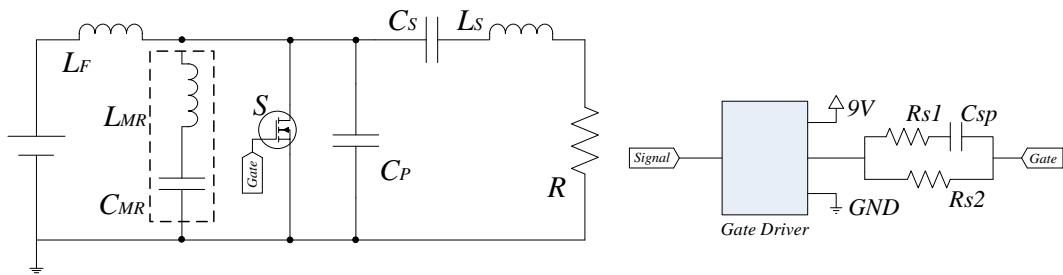 LF
LMR
CMR
S
Gate
CP
CS
LS
R
Signal
Gate Driver
9V
GND
Rs1
Csp
Rs2
Gate